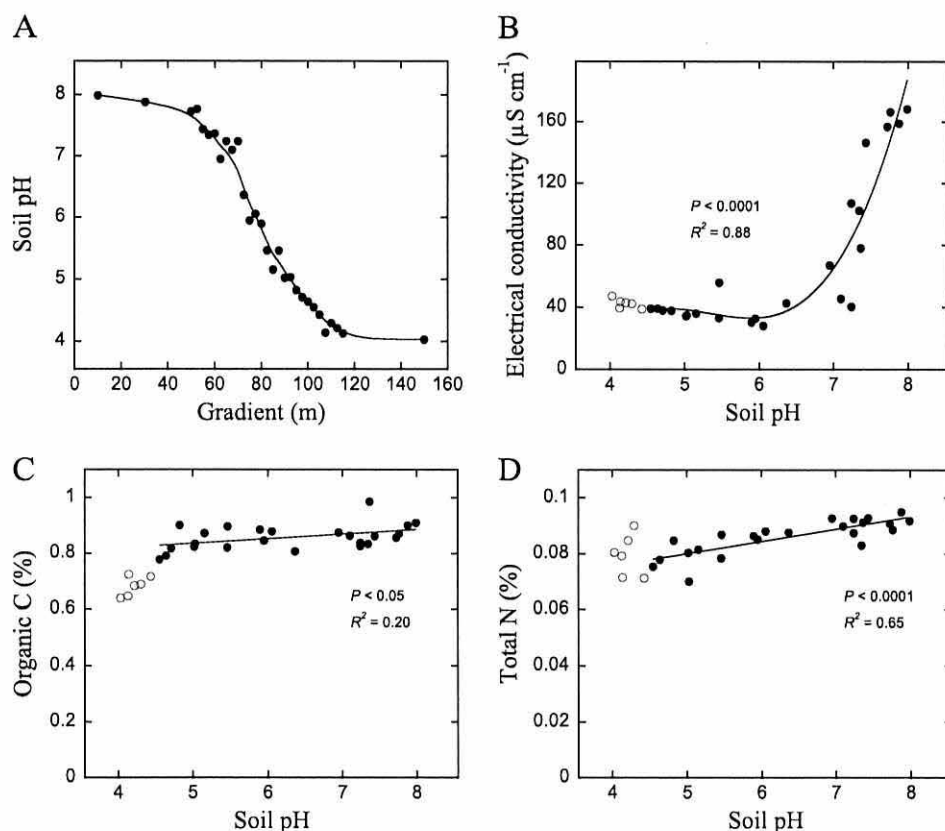 A
Soil pH
8
7
6
5
4
0 20 40 60 80 100 120 140 160
Gradient (m)
B
Electrical conductivity (µS cm⁻¹)
160
120
80
40
0
P < 0.0001
R² = 0.88
4 5 6 7 8
Soil pH
C
Organic C (%)
1
0.8
0.6
0.4
0.2
0
P < 0.05
R² = 0.20
4 5 6 7 8
Soil pH
D
Total N (%)
0.1
0.08
0.06
0.04
0.02
0
P < 0.0001
R² = 0.65
4 5 6 7 8
Soil pH